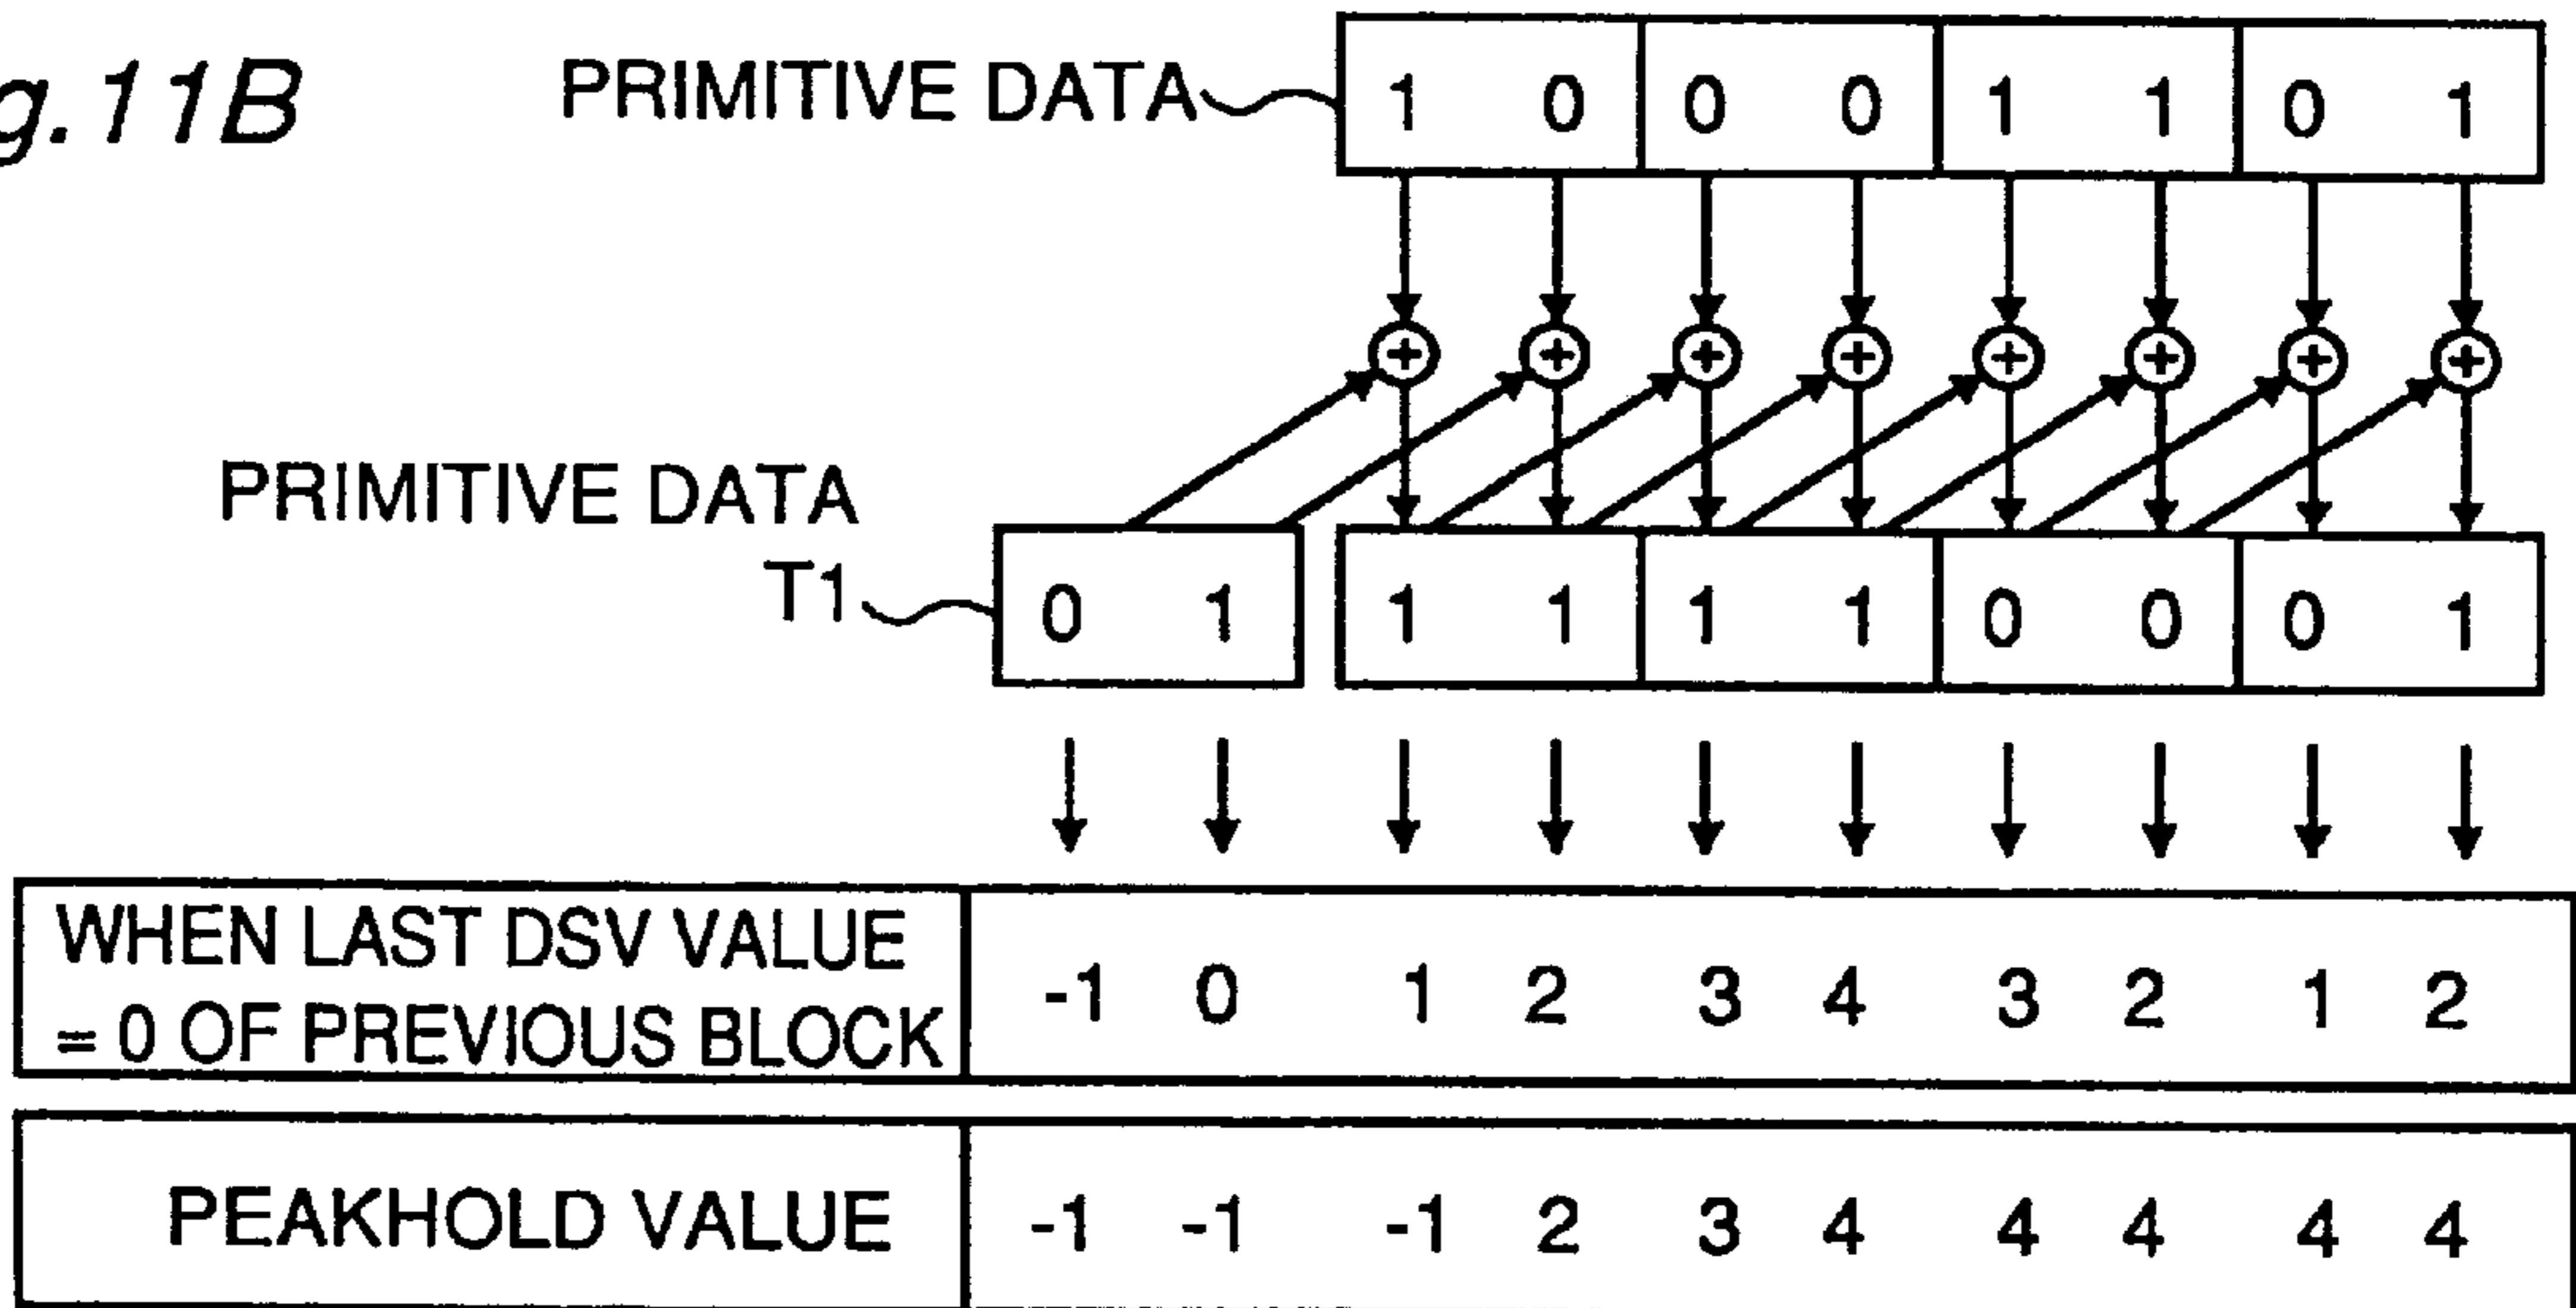 g.11B
PRIMITIVE DATA
1 0 0 0 1 1 0 1
PRIMITIVE DATA
T1
0 1 1 1 1 1 0 0 0 1
WHEN LAST DSV VALUE
= 0 OF PREVIOUS BLOCK
-1 0 1 2 3 4 3 2 1 2
PEAKHOLD VALUE
-1 -1 -1 2 3 4 4 4 4 4